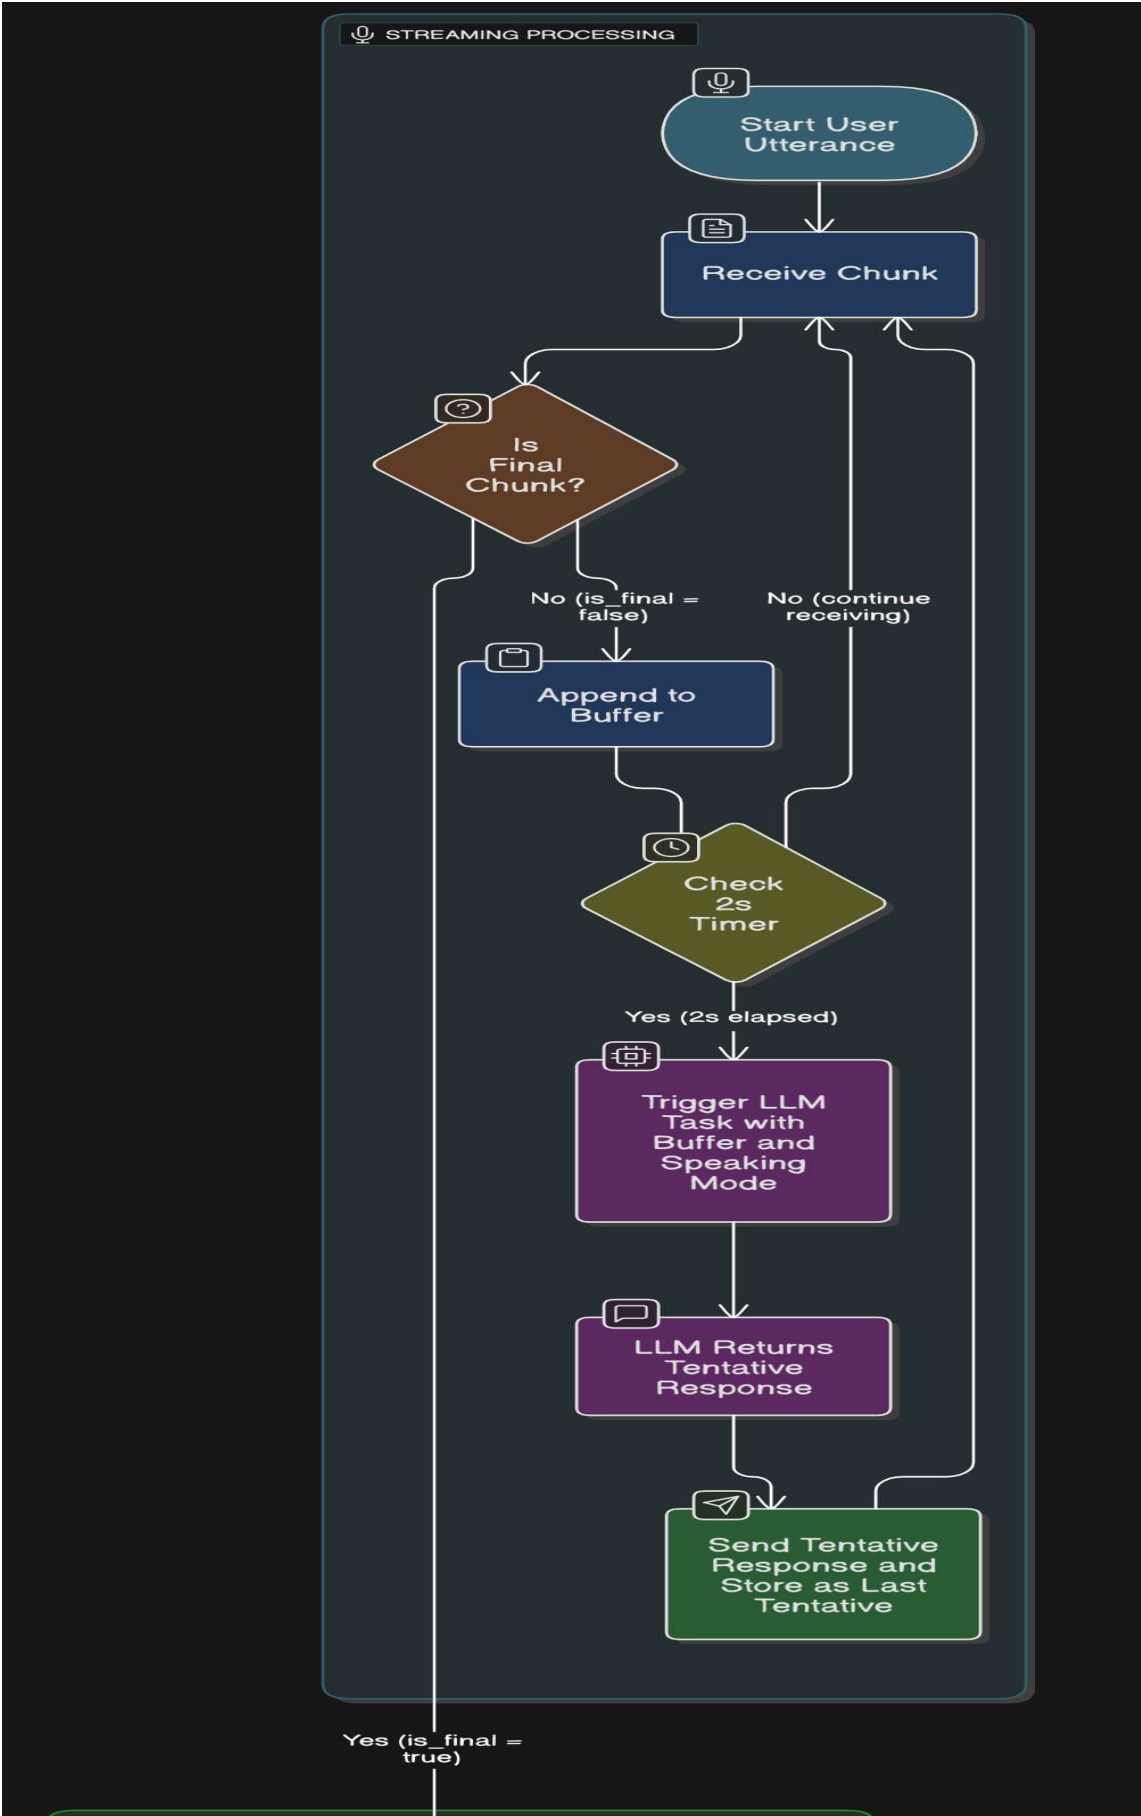 STREAMING PROCESSING
Start User
Utterance
Receive Chunk
?
Is
Final
Chunk?
No (is_final =
false)
No (continue
receiving)
Append to
Buffer
Check
2s
Timer
Yes (2s elapsed)
Trigger LLM
Task with
Buffer and
Speaking
Mode
LLM Returns
Tentative
Response
Send Tentative
Response and
Store as Last
Tentative
Yes (is_final =
true)